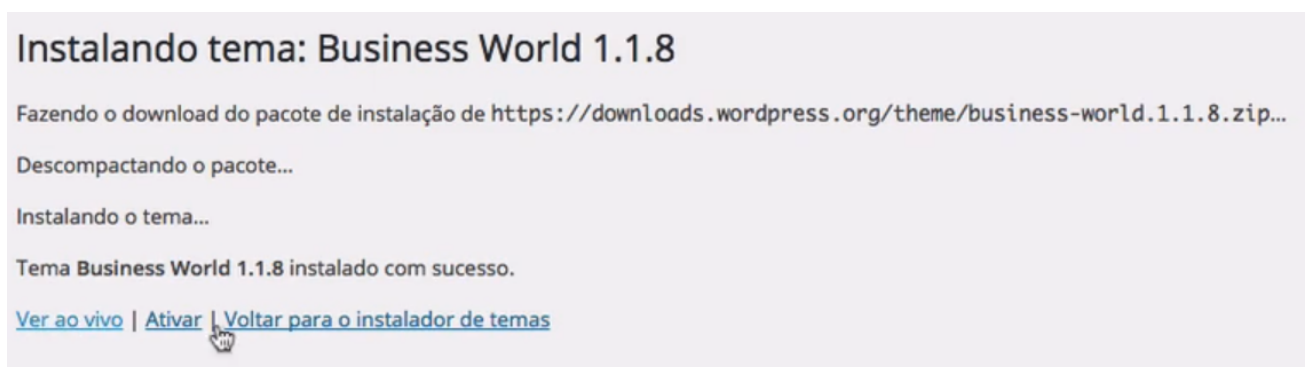 Instalando tema: Business World 1.1.8
Fazendo o download do pacote de instalação de https://downloads.wordpress.org/theme/business-world.1.1.8.zip…
Descompactando o pacote…
Instalando o tema…
Tema Business World 1.1.8 instalado com sucesso.
Ver ao vivo | Ativar | Voltar para o instalador de temas